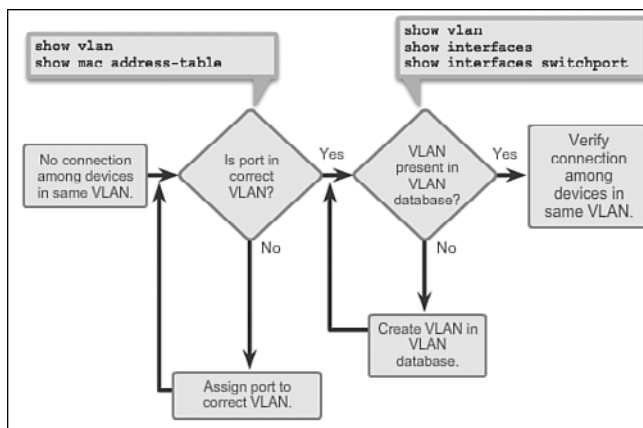 show vlan
show mac address-table
show vlan
show interfaces
show interfaces switchport
No connection
among devices
in same VLAN.
Is port in
correct
VLAN?
Yes
VLAN
present in
VLAN
database?
Yes
Verify
connection
among
devices in
same VLAN.
No
No
Create VLAN in
VLAN
database.
Assign port to
correct VLAN.